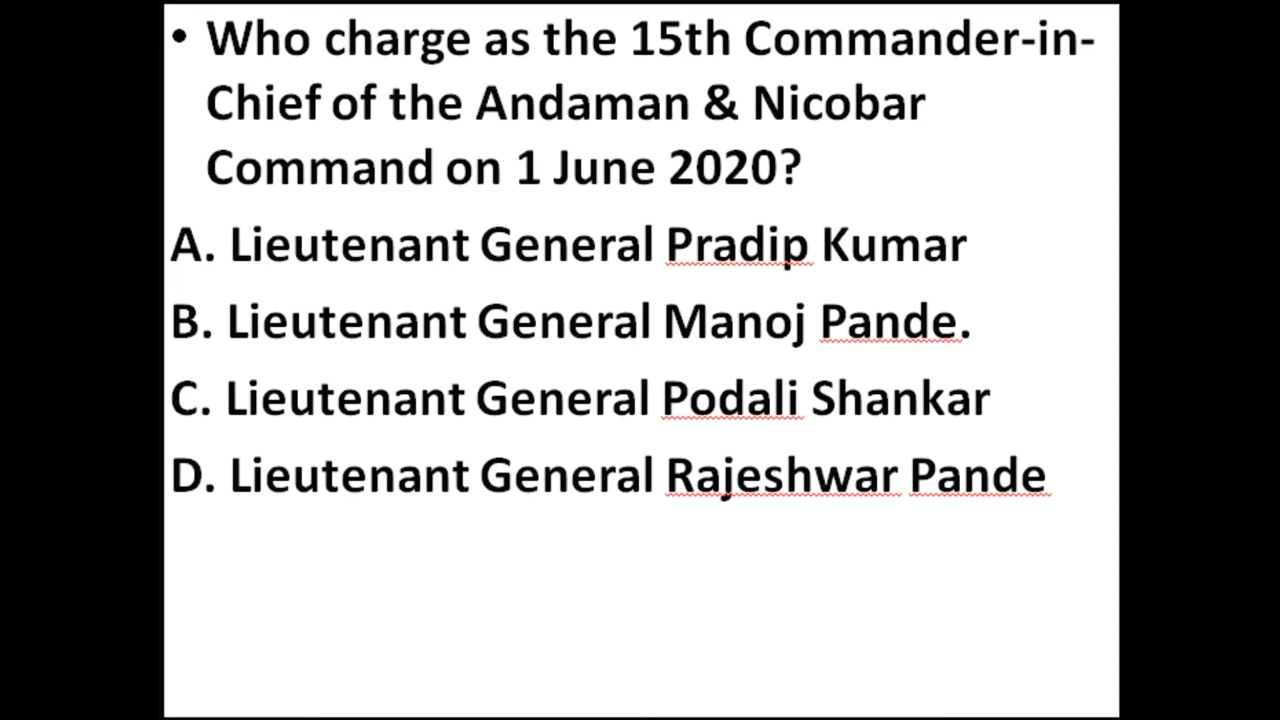 • Who charge as the 15th Commander-in-
Chief of the Andaman & Nicobar
Command on 1 June 2020?
A. Lieutenant General Pradip Kumar
B. Lieutenant General Manoj Pande.
C. Lieutenant General Podali Shankar
D. Lieutenant General Rajeshwar Pande